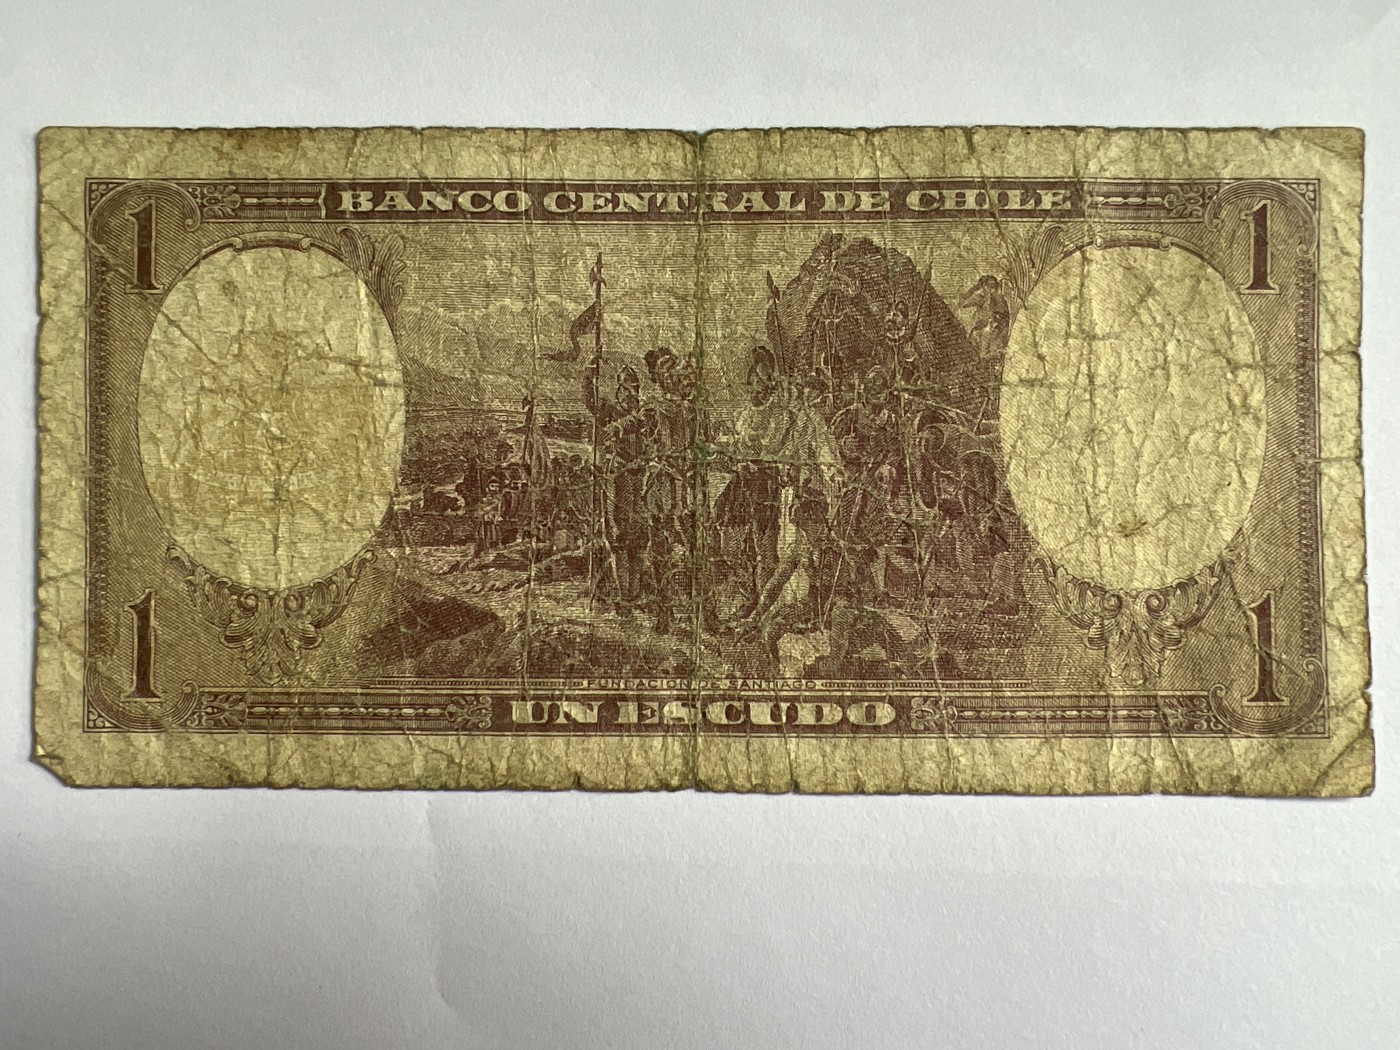 1 BANCO CENTRAL DE CHILE 1
FUNDACION DE SANTIAGO
1 UN ESCUDO 1